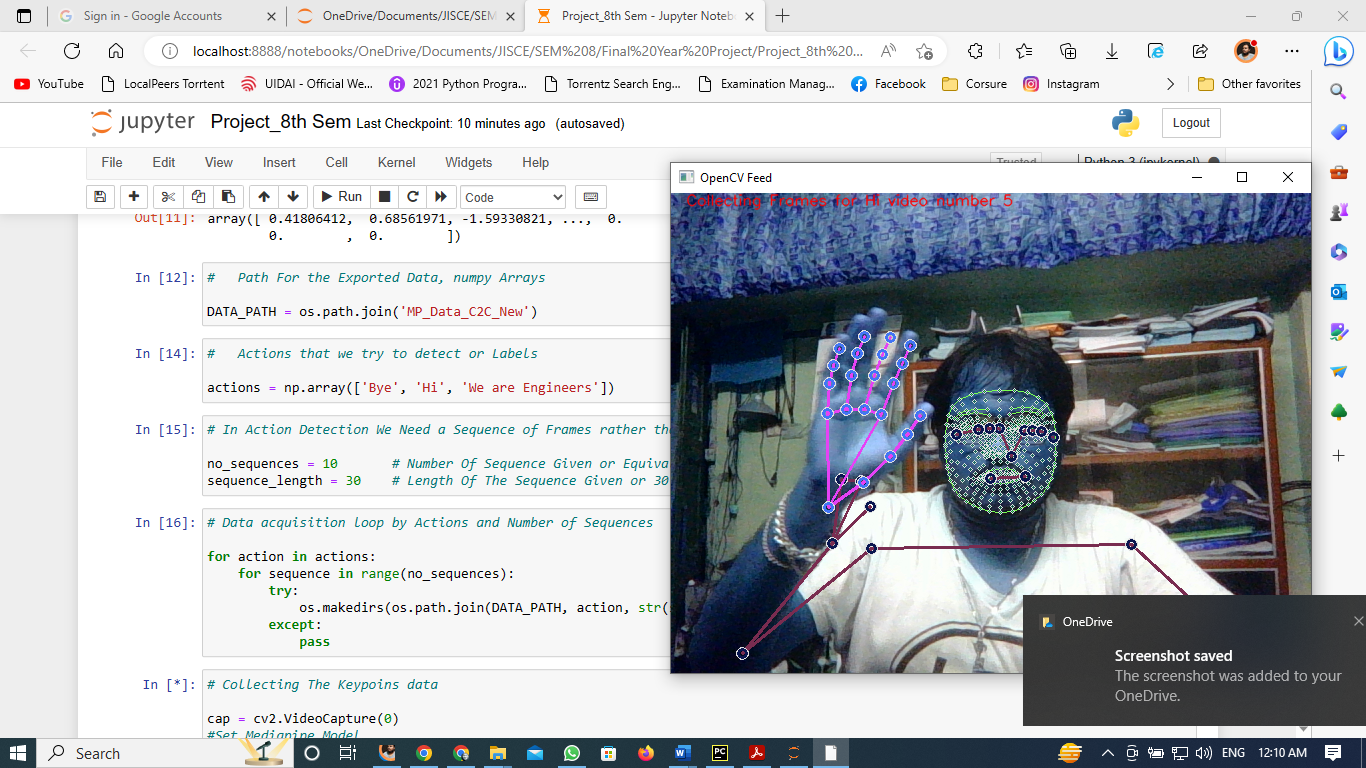 Sign in - Google Accounts
OneDrive/Documents/JISCE/SEM
Project_8th Sem - Jupyter Noteb
localhost:8888/notebooks/OneDrive/Documents/JISCE/SEM%208/Final%20Year%20Project/Project_8th%20...
YouTube
LocalPeers Torrtent
UIDAI - Official We...
2021 Python Progra...
Torrentz Search Eng...
Examination Manag...
Facebook
Corsure
Instagram
Other favorites
jupyter Project_8th Sem Last Checkpoint: 10 minutes ago (autosaved)
Logout
File Edit View Insert Cell Kernel Widgets Help
Trusted
Python 3 (ipykernel)
Run
Code
Out[11]: array([ 0.41806412, 0.68561971, -1.59330821, ..., 0.
0. , 0. ])
In [12]: # Path For the Exported Data, numpy Arrays
DATA_PATH = os.path.join('MP_Data_C2C_New')
In [14]: # Actions that we try to detect or Labels
actions = np.array(['Bye', 'Hi', 'We are Engineers'])
In [15]: # In Action Detection We Need a Sequence of Frames rather tha
no_sequences = 10 # Number Of Sequence Given or Equiva
sequence_length = 30 # Length Of The Sequence Given or 30
In [16]: # Data acquisition loop by Actions and Number of Sequences
for action in actions:
for sequence in range(no_sequences):
try:
os.makedirs(os.path.join(DATA_PATH, action, str(
except:
pass
In [*]: # Collecting The Keypoins data
cap = cv2.VideoCapture(0)
#Set Mediapipe Model
OpenCV Feed
Collecting Frames for Hi video number 5
OneDrive
Screenshot saved
The screenshot was added to your
OneDrive.
Search
ENG
12:10 AM